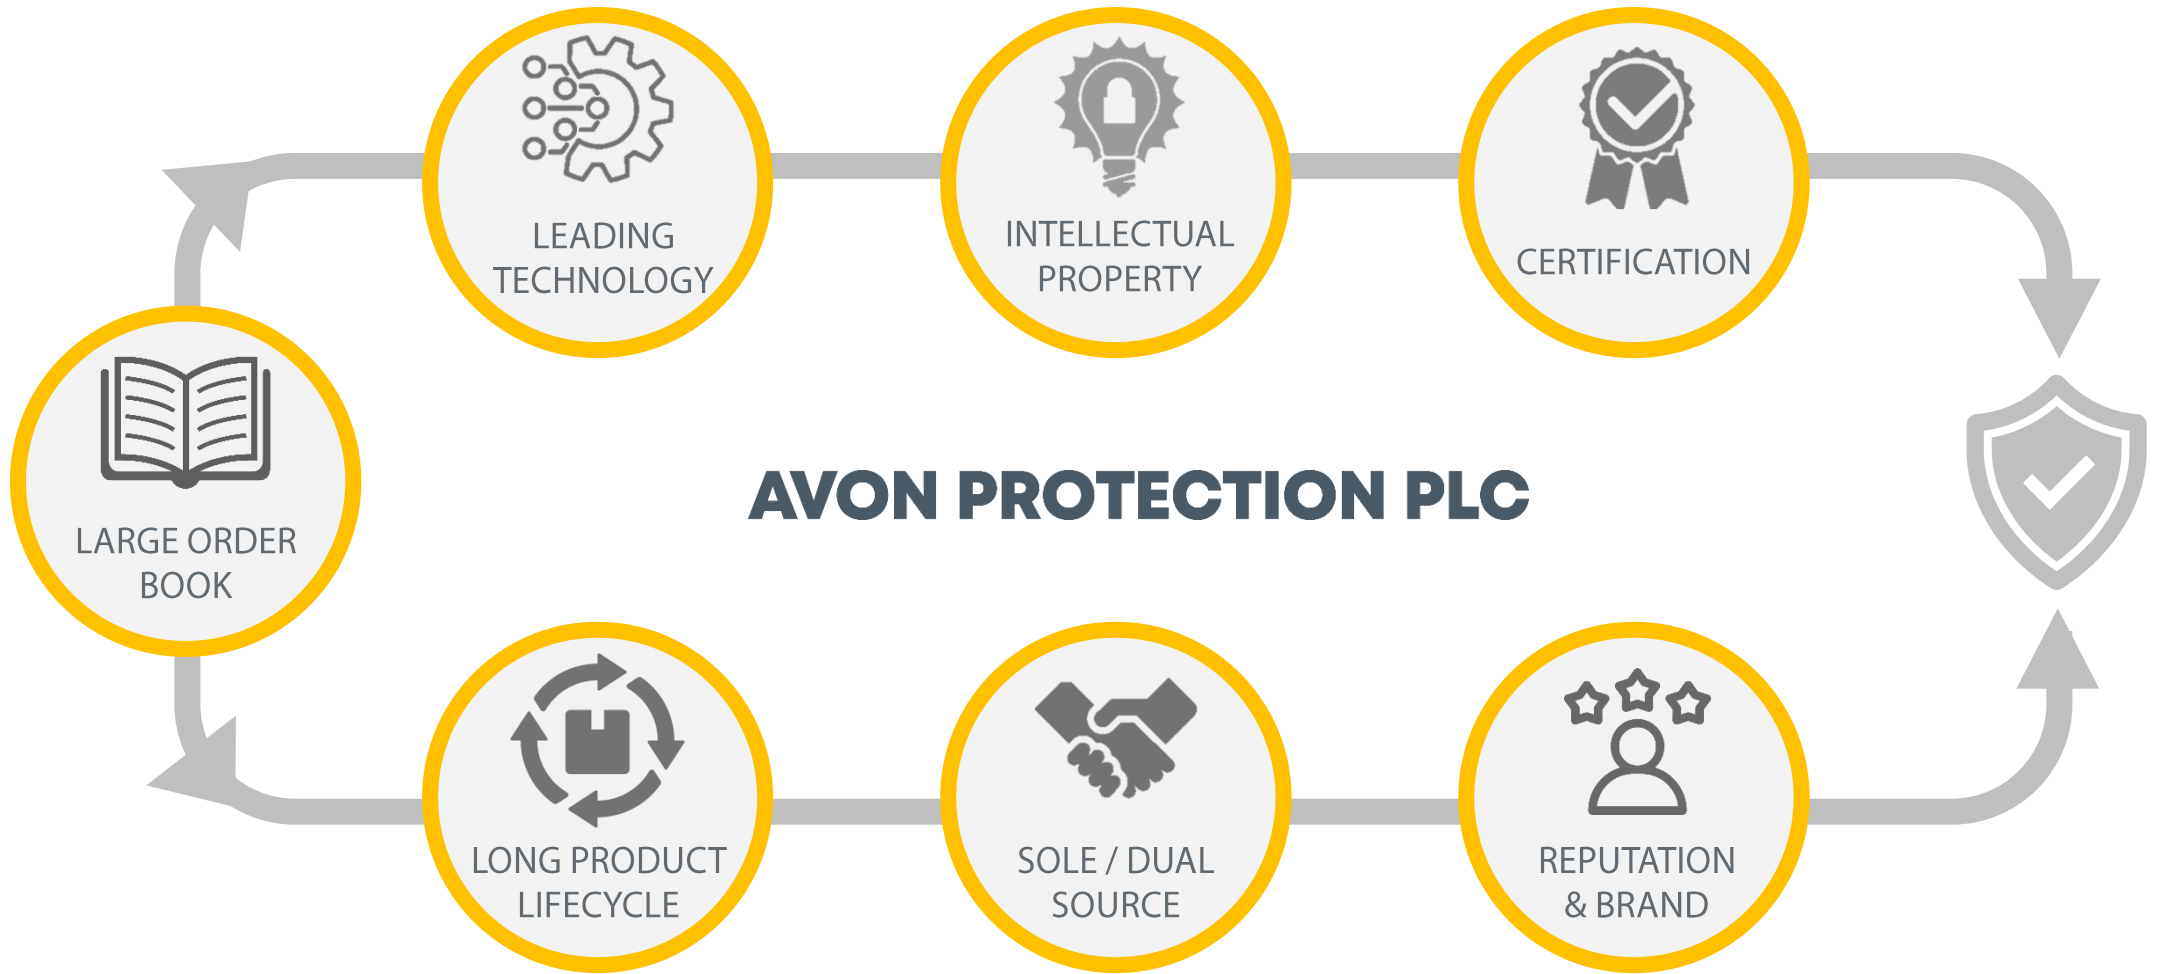 LEADING
TECHNOLOGY
INTELLECTUAL
PROPERTY
CERTIFICATION
LARGE ORDER
BOOK
AVON PROTECTION PLC
LONG PRODUCT
LIFECYCLE
SOLE / DUAL
SOURCE
REPUTATION
& BRAND